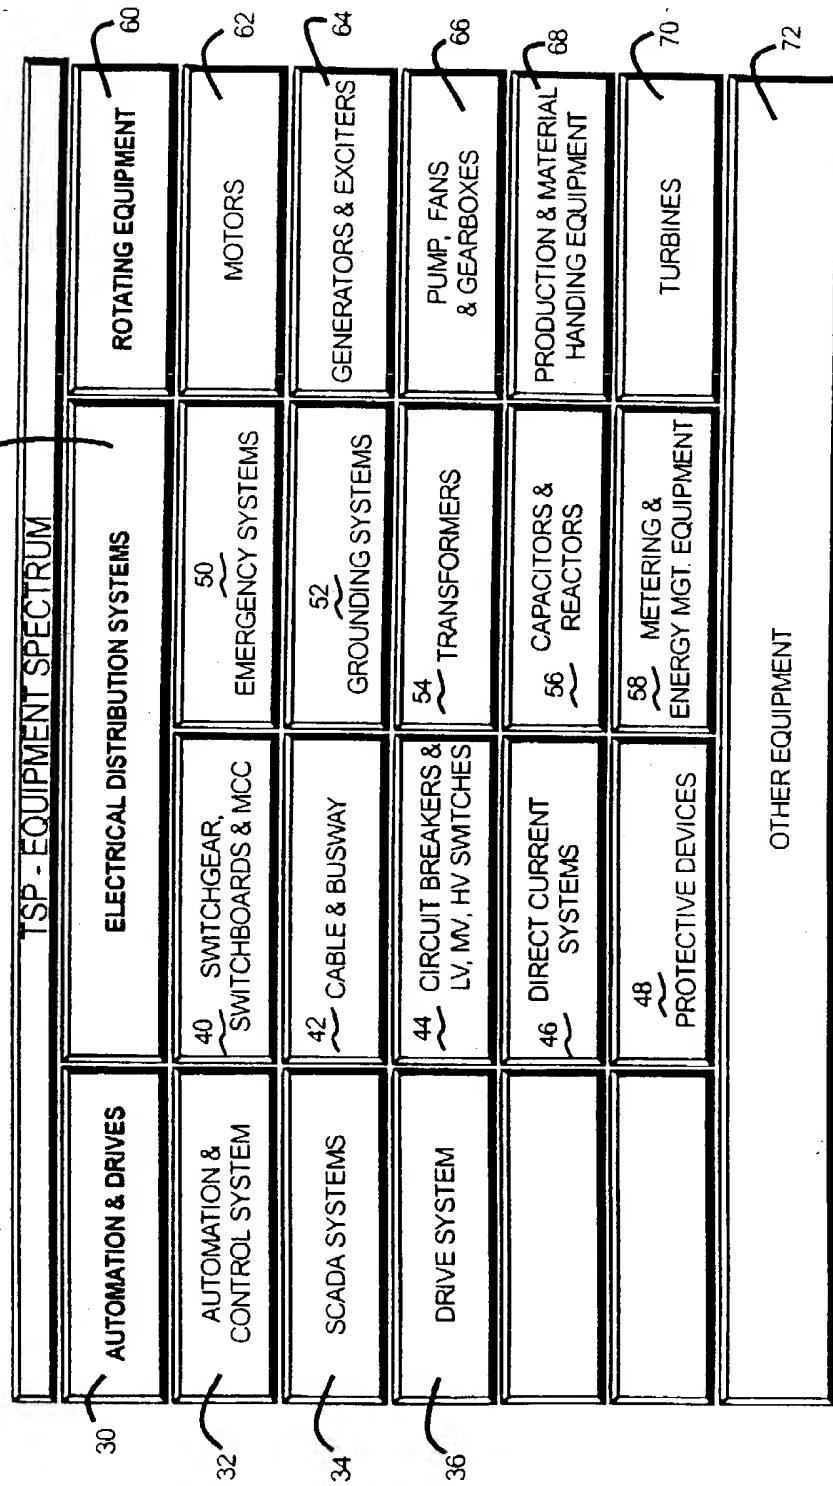 TSP - EQUIPMENT SPECTRUM
30
AUTOMATION & DRIVES
ELECTRICAL DISTRIBUTION SYSTEMS
ROTATING EQUIPMENT
60
32
AUTOMATION &
CONTROL SYSTEM
40 SWITCHGEAR,
SWITCHBOARDS & MCC
50
EMERGENCY SYSTEMS
MOTORS
62
34
SCADA SYSTEMS
42 CABLE & BUSWAY
52
GROUNDING SYSTEMS
GENERATORS & EXCITERS
64
36
DRIVE SYSTEM
44 CIRCUIT BREAKERS &
LV, MV, HV SWITCHES
54 TRANSFORMERS
PUMP, FANS
& GEARBOXES
66
46 DIRECT CURRENT
SYSTEMS
56 CAPACITORS &
REACTORS
PRODUCTION & MATERIAL
HANDING EQUIPMENT
68
48
PROTECTIVE DEVICES
58 METERING &
ENERGY MGT. EQUIPMENT
TURBINES
70
OTHER EQUIPMENT
72